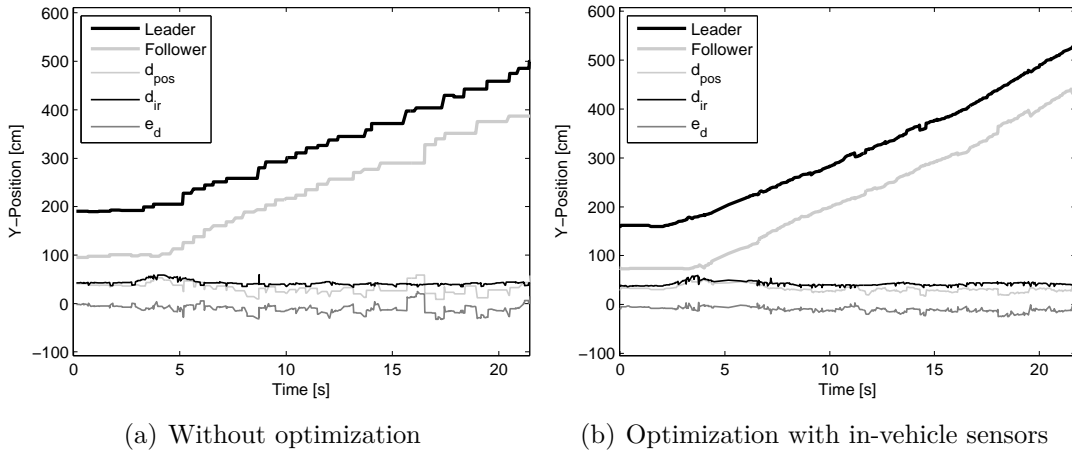 600
500
400
300
200
100
0
−100
Y−Position [cm]
Leader
Follower
d_pos
d_ir
e_d
0 5 10 15 20
Time [s]
(a) Without optimization
600
500
400
300
200
100
0
−100
Y−Position [cm]
Leader
Follower
d_pos
d_ir
e_d
0 5 10 15 20
Time [s]
(b) Optimization with in-vehicle sensors